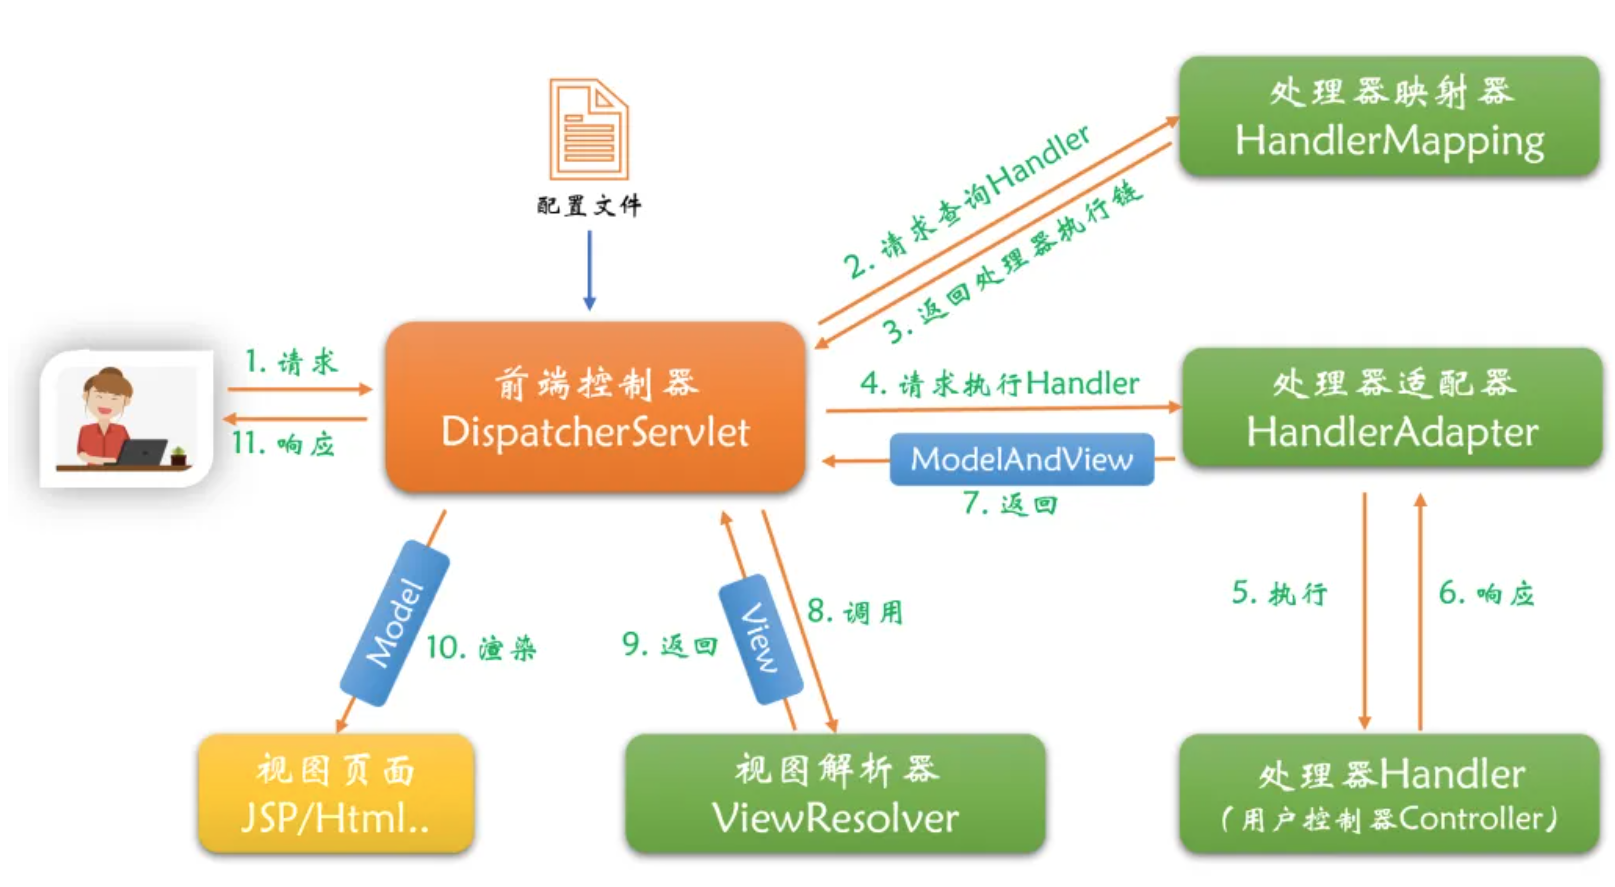 配置文件
处理器映射器
HandlerMapping
2. 请求查询Handler
3. 返回处理器执行链
1. 请求
11. 响应
前端控制器
DispatcherServlet
4. 请求执行Handler
ModelAndView
7. 返回
处理器适配器
HandlerAdapter
5. 执行
6. 响应
Model
10. 渲染
9. 返回
View
8. 调用
视图页面
JSP/Html..
视图解析器
ViewResolver
处理器Handler
(用户控制器Controller)